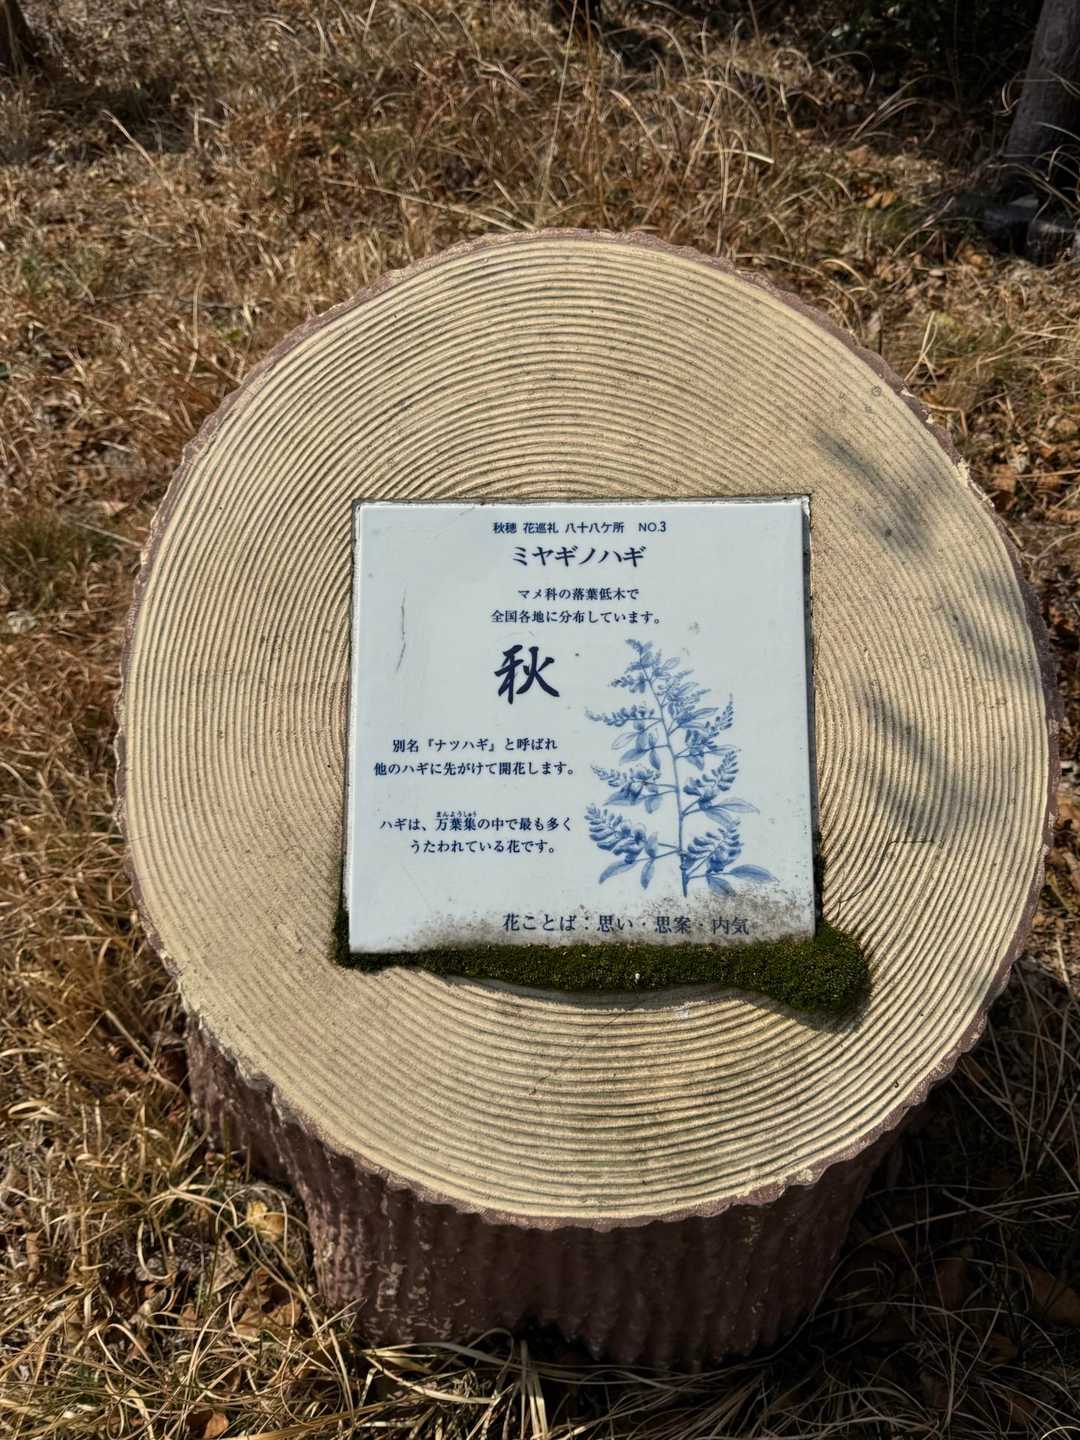 秋穂 花巡礼 八十八ケ所 NO.3
ミヤギノハギ
マメ科の落葉低木で
全国各地に分布しています。
秋
別名『ナツハギ』と呼ばれ
他のハギに先がけて開花します。
まんようしゅう
ハギは、万葉集の中で最も多く
うたわれている花です。
花ことば：思い・思案・内気